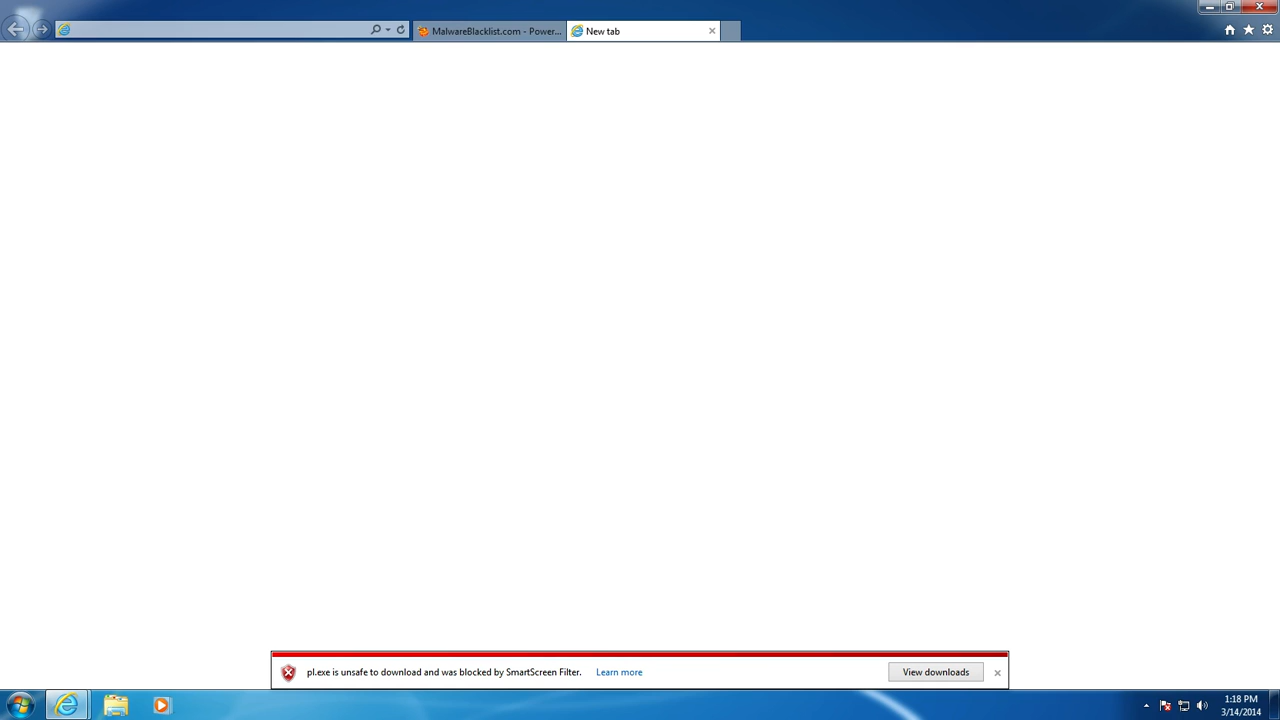 MalwareBlacklist.com - Power...
New tab
pl.exe is unsafe to download and was blocked by SmartScreen Filter. Learn more
View downloads
1:18 PM
3/14/2014